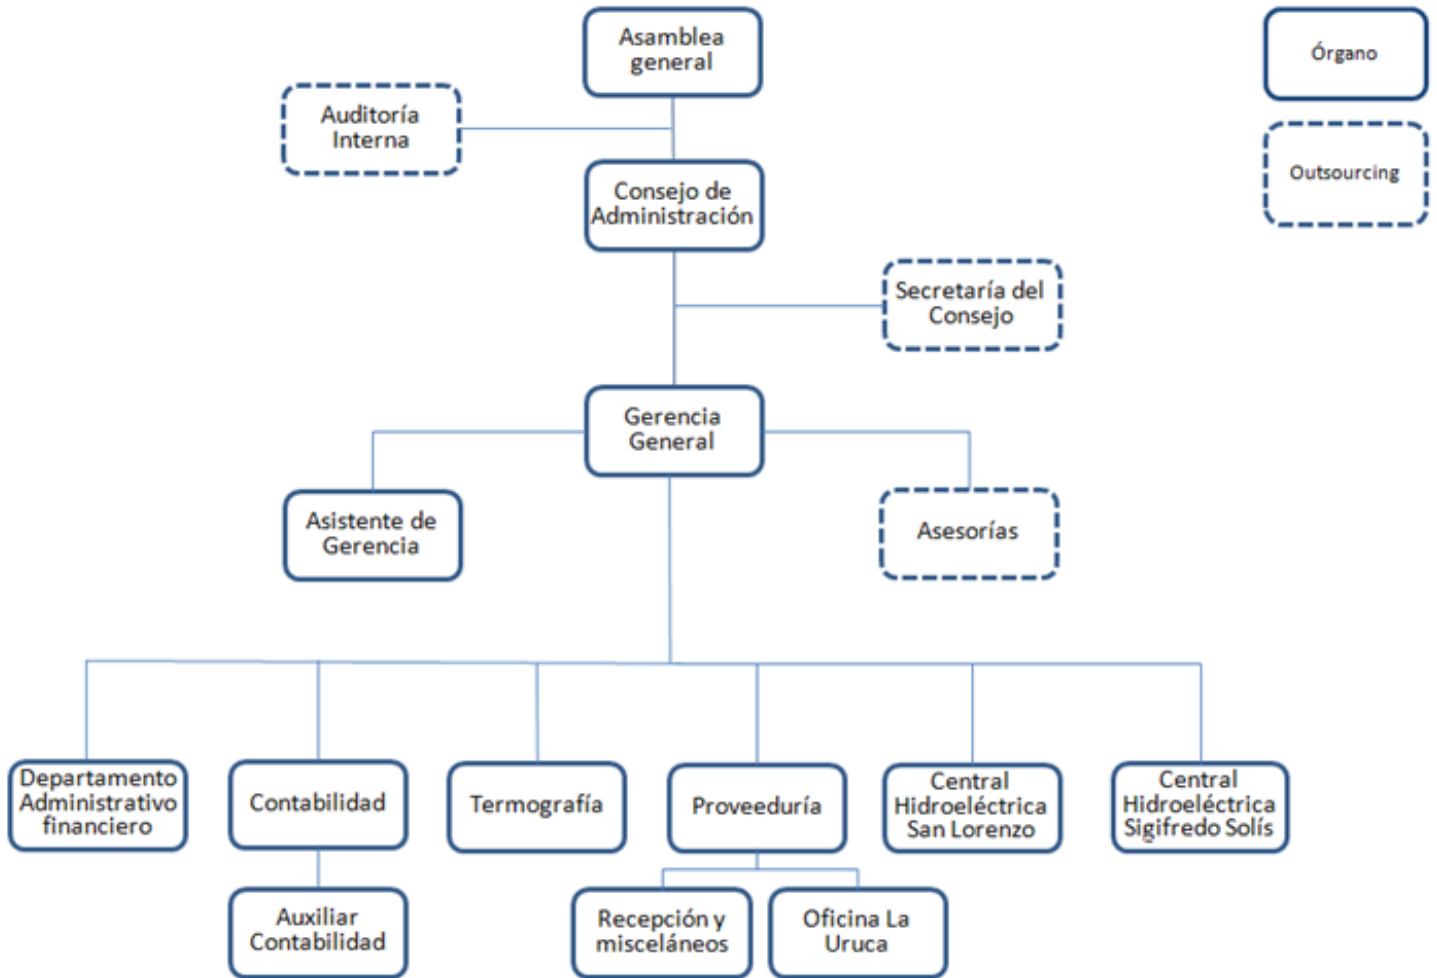 Asamblea
general
Órgano
Auditoría
Interna
Outsourcing
Consejo de
Administración
Secretaría del
Consejo
Gerencia
General
Asistente de
Gerencia
Asesorías
Departamento
Administrativo
financiero
Contabilidad
Termografía
Proveeduría
Central
Hidroeléctrica
San Lorenzo
Central
Hidroeléctrica
Sigifredo Solís
Auxiliar
Contabilidad
Recepción y
misceláneos
Oficina La
Uruca